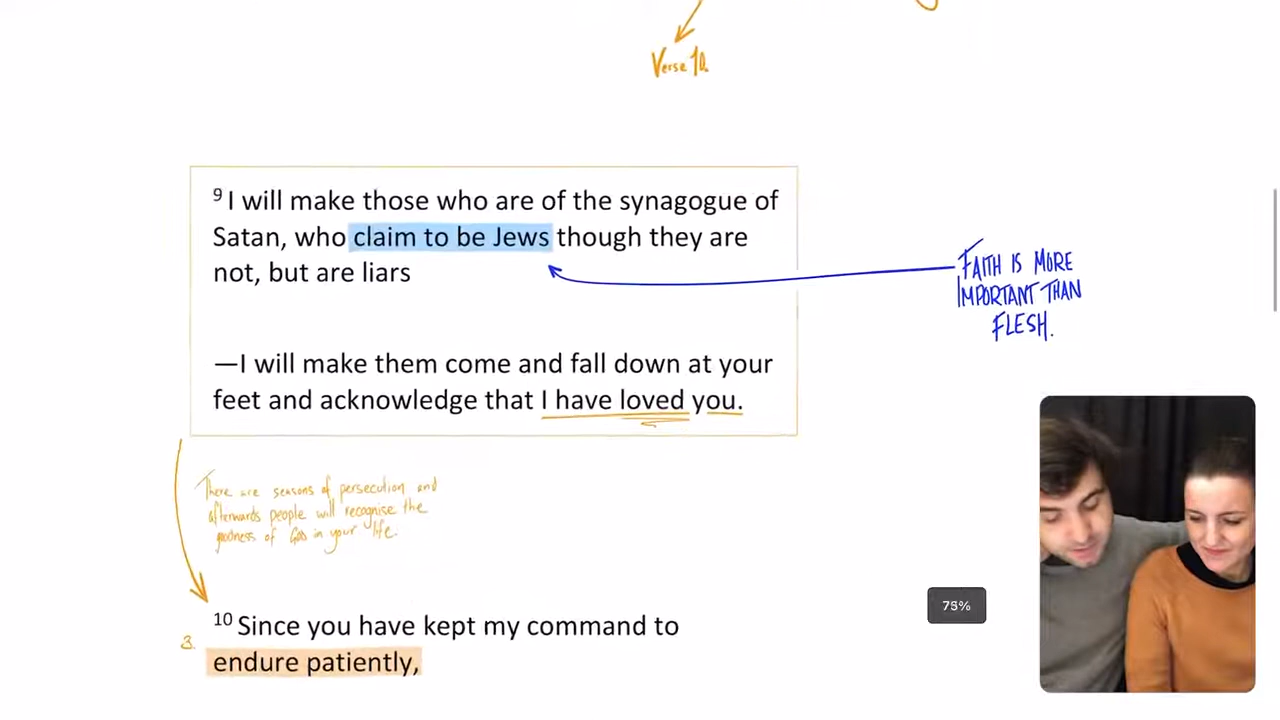 Verse 10.
9 I will make those who are of the synagogue of
Satan, who claim to be Jews though they are
not, but are liars
FAITH IS MORE
IMPORTANT THAN
FLESH.
—I will make them come and fall down at your
feet and acknowledge that I have loved you.
There are seasons of persecution and
afterwards people will recognise the
goodness of God in your life.
75%
10 Since you have kept my command to
3.
endure patiently,